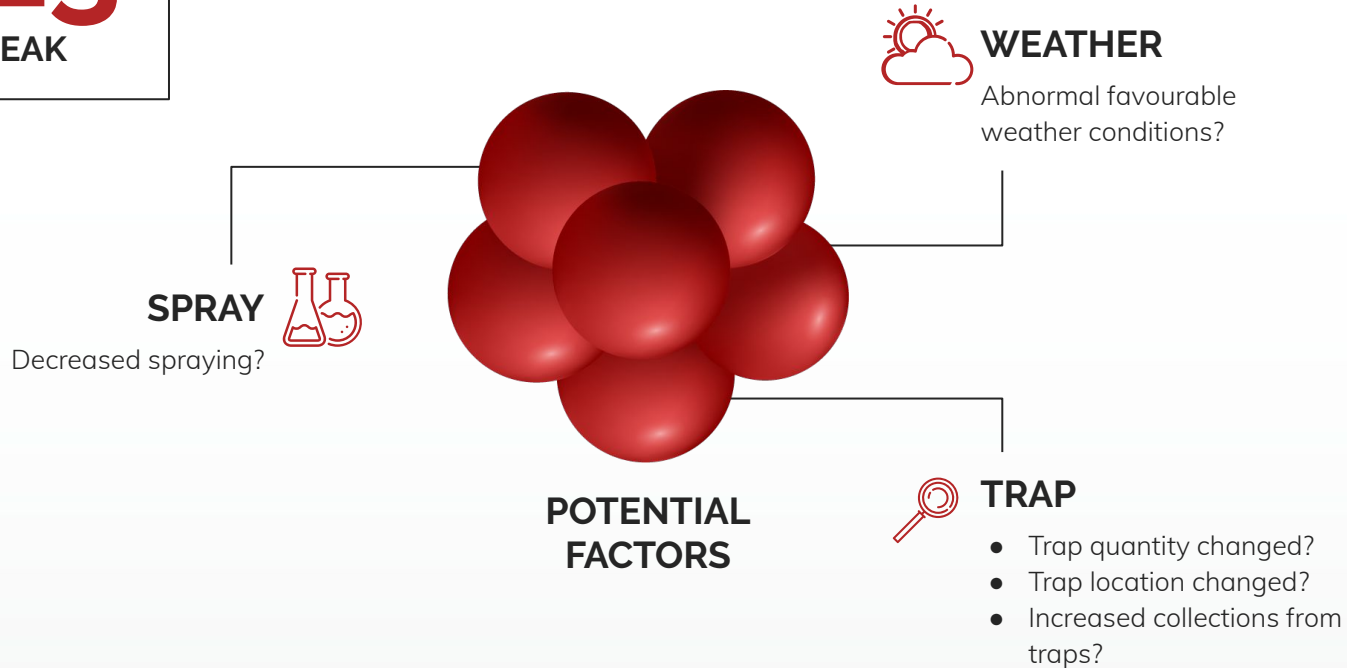 EAK
WEATHER
Abnormal favourable
weather conditions?
SPRAY
Decreased spraying?
POTENTIAL
FACTORS
TRAP
● Trap quantity changed?
● Trap location changed?
● Increased collections from
traps?